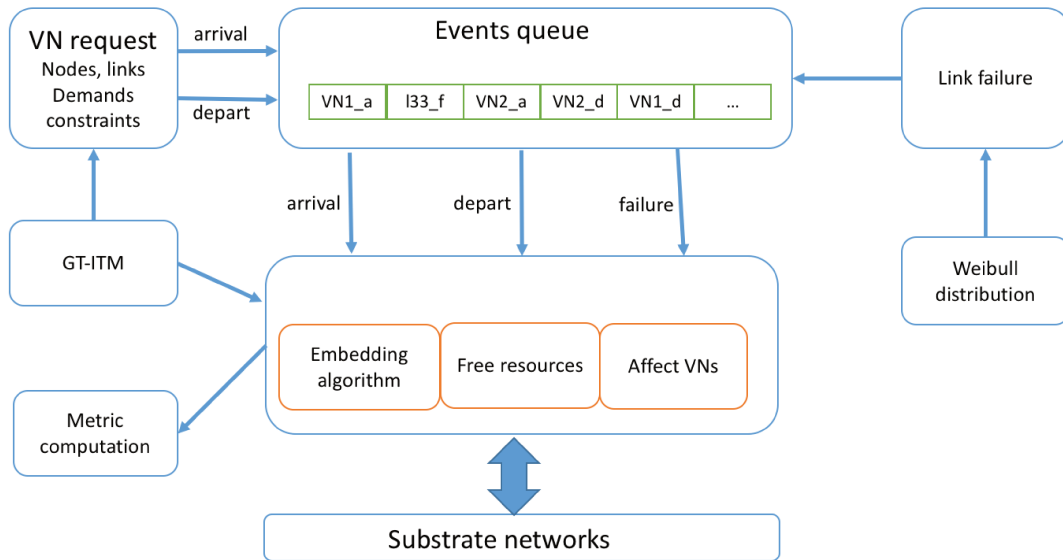 VN request
Nodes, links
Demands
constraints
arrival
depart
Events queue
VN1_a
l33_f
VN2_a
VN2_d
VN1_d
...
Link failure
arrival
depart
failure
GT-ITM
Weibull
distribution
Embedding
algorithm
Free resources
Affect VNs
Metric
computation
Substrate networks